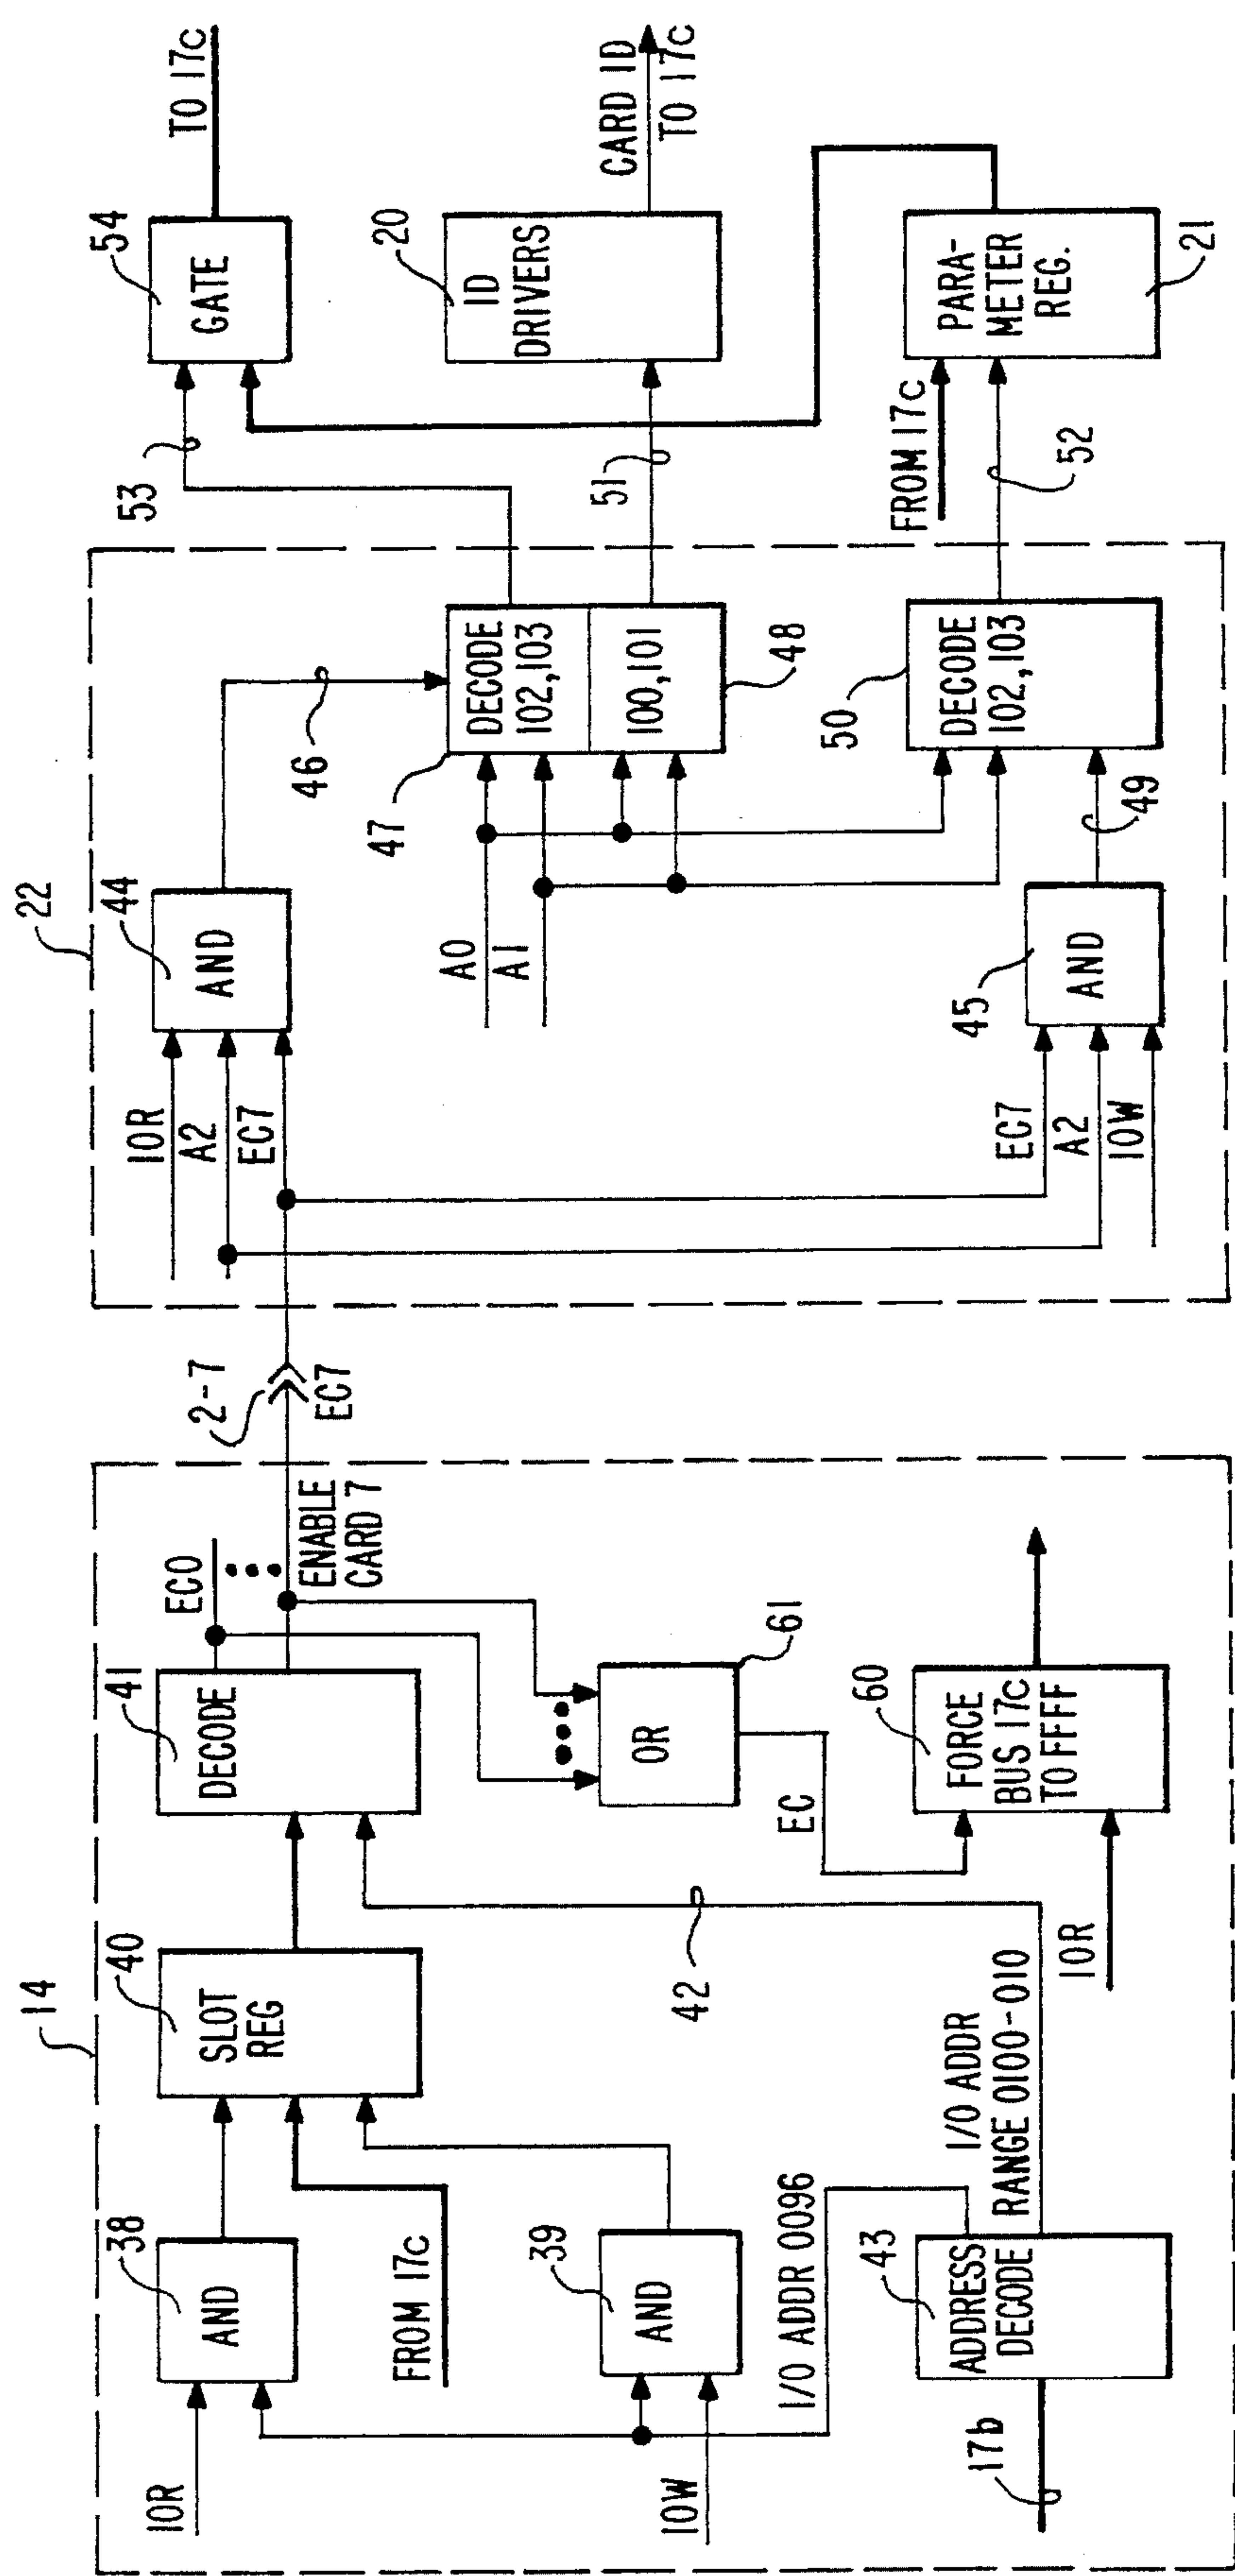 14
IOR
AND
38
FROM 17c
IOW
AND
39
I/O ADDR 0096
17b
ADDRESS
DECODE
43
I/O ADDR
RANGE 0100-010
SLOT
REG
40
42
DECODE
41
EC0
ENABLE
CARD 7
OR
61
EC
IOR
FORCE
BUS 17c
TO FFFF
60
2-7
EC7
22
IOR
A2
EC7
AND
44
46
A0
A1
47
DECODE
102,103
100,101
48
EC7
A2
IOW
AND
45
49
50
DECODE
102,103
53
51
52
FROM 17c
GATE
54
TO 17c
ID
DRIVERS
20
CARD ID
TO 17c
PARA-
METER
REG.
21